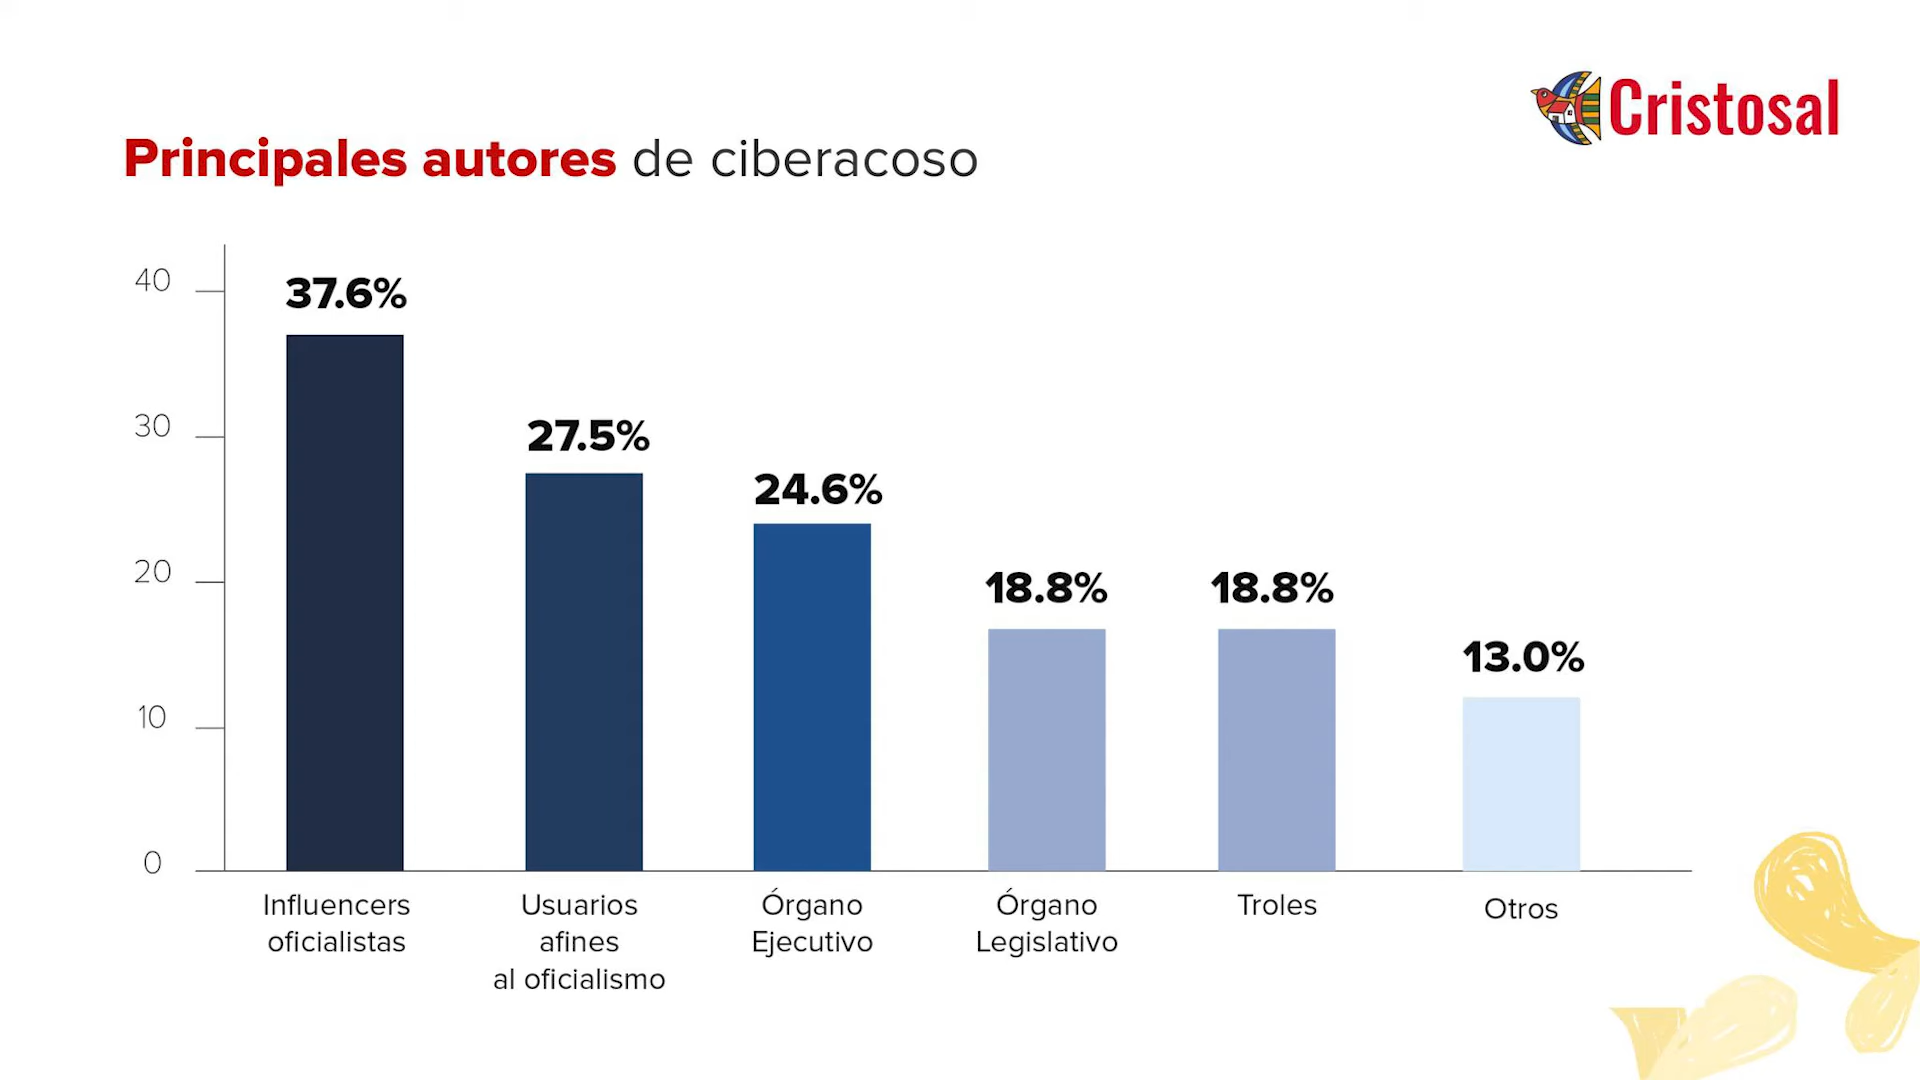 Cristosal
Principales autores de ciberacoso
40
30
20
10
0
37.6%
27.5%
24.6%
18.8%
18.8%
13.0%
Influencers
oficialistas
Usuarios
afines
al oficialismo
Órgano
Ejecutivo
Órgano
Legislativo
Troles
Otros